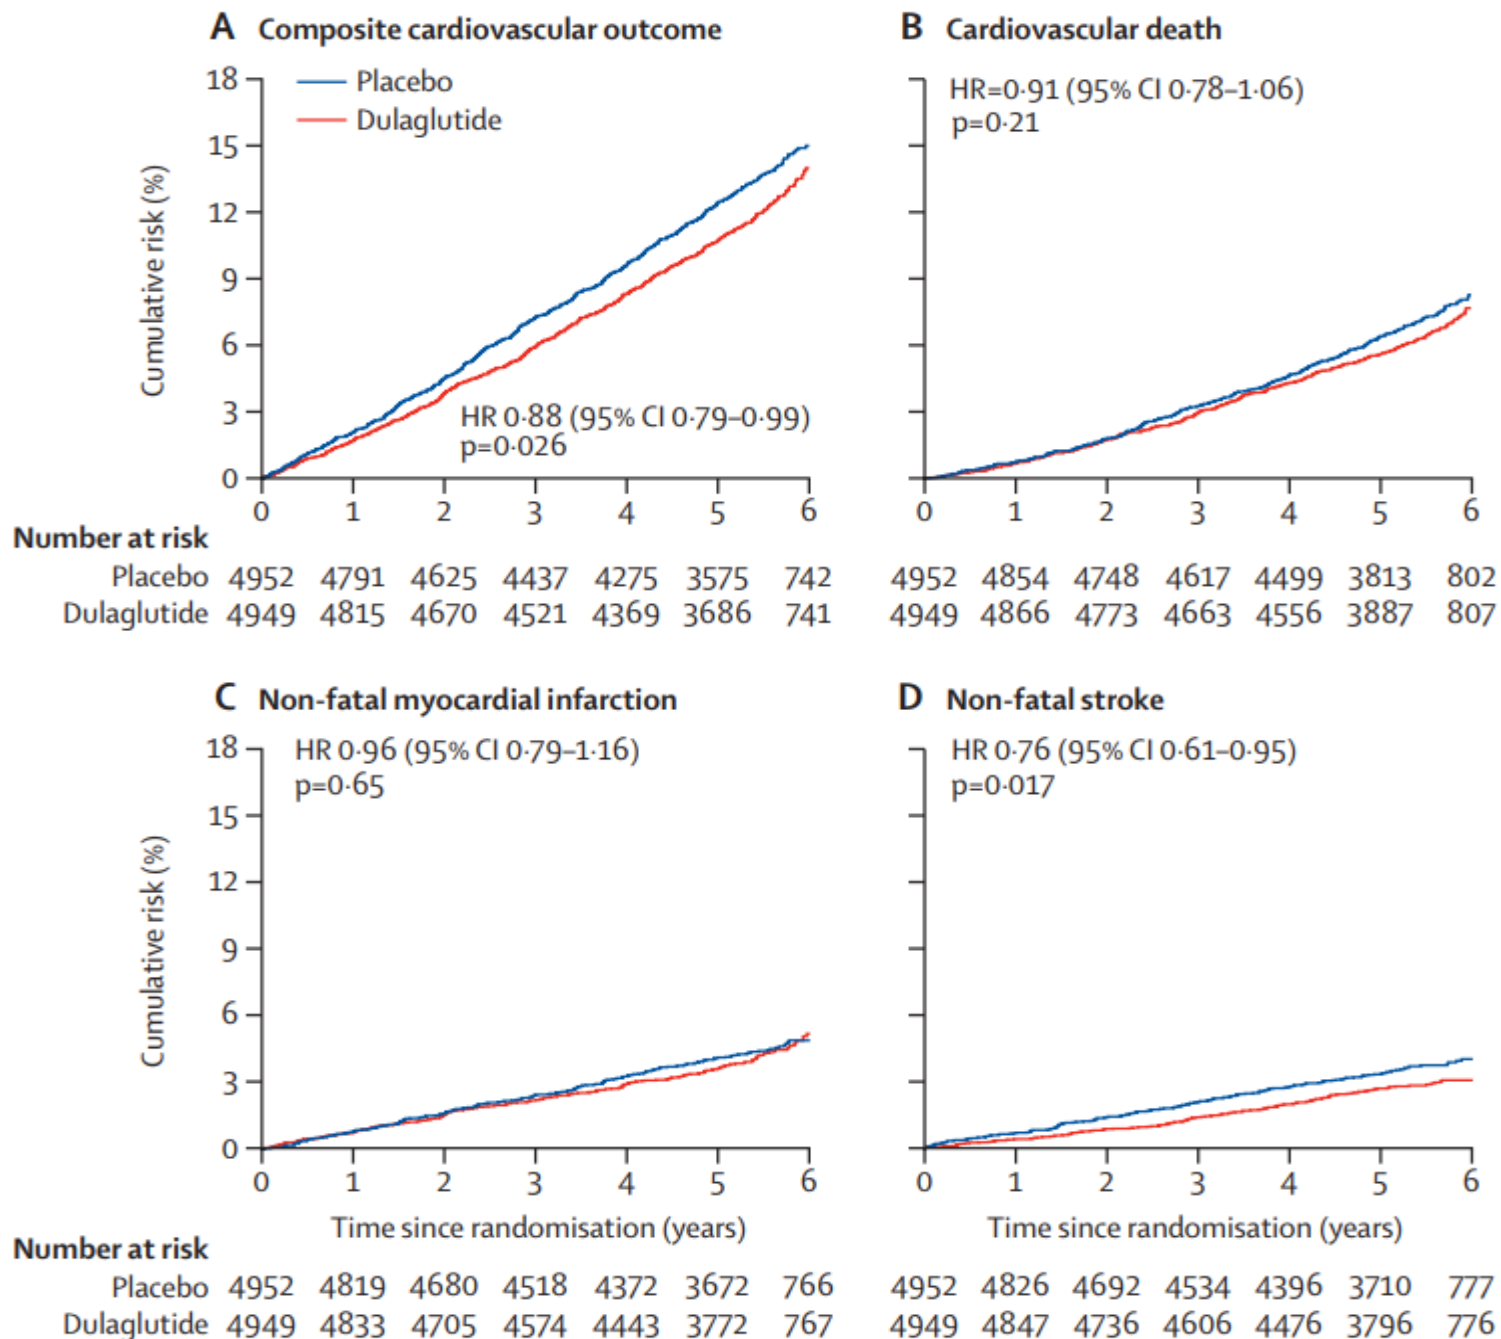 A Composite cardiovascular outcome
Placebo
Dulaglutide
Cumulative risk (%)
18
15
12
9
6
3
0
HR 0·88 (95% CI 0·79–0·99)
p=0·026
0 1 2 3 4 5 6
Number at risk
Placebo 4952 4791 4625 4437 4275 3575 742
Dulaglutide 4949 4815 4670 4521 4369 3686 741
B Cardiovascular death
HR=0·91 (95% CI 0·78–1·06)
p=0·21
0 1 2 3 4 5 6
4952 4854 4748 4617 4499 3813 802
4949 4866 4773 4663 4556 3887 807
C Non-fatal myocardial infarction
HR 0·96 (95% CI 0·79–1·16)
p=0·65
Cumulative risk (%)
18
15
12
9
6
3
0
0 1 2 3 4 5 6
Time since randomisation (years)
Number at risk
Placebo 4952 4819 4680 4518 4372 3672 766
Dulaglutide 4949 4833 4705 4574 4443 3772 767
D Non-fatal stroke
HR 0·76 (95% CI 0·61–0·95)
p=0·017
0 1 2 3 4 5 6
Time since randomisation (years)
4952 4826 4692 4534 4396 3710 777
4949 4847 4736 4606 4476 3796 776